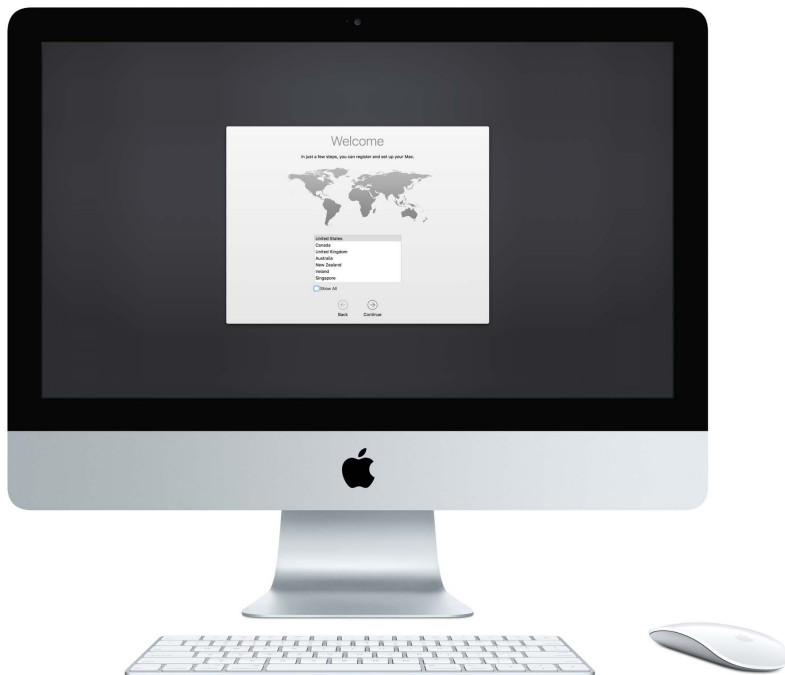 Welcome
In just a few steps, you can register and set up your Mac.
United States
Canada
United Kingdom
Australia
New Zealand
Ireland
Singapore
Show All
Back Continue